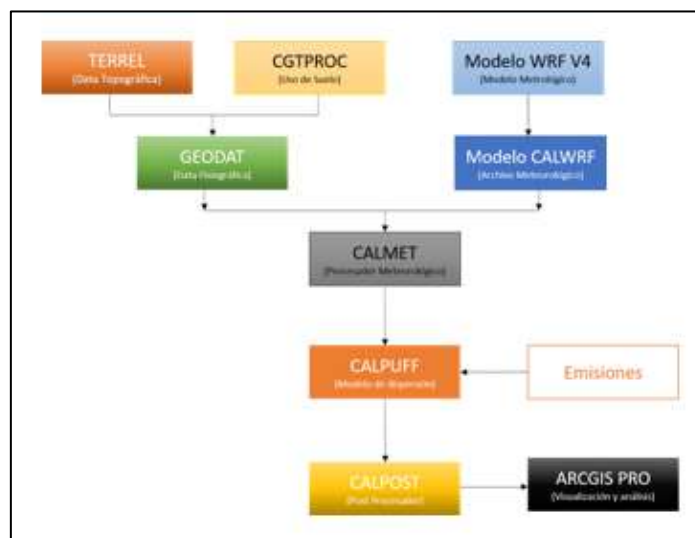 TERREL
(Data Topográfica)
CGTPROC
(Uso de Suelo)
Modelo WRF V4
(Modelo Metrológico)
GEODAT
(Data Fisiográfica)
Modelo CALWRF
(Archivo Meteorológico)
CALMET
(Procesador Meteorológico)
CALPUFF
(Modelo de dispersión)
Emisiones
CALPOST
(Post Procesador)
ARCGIS PRO
(Visualización y análisis)